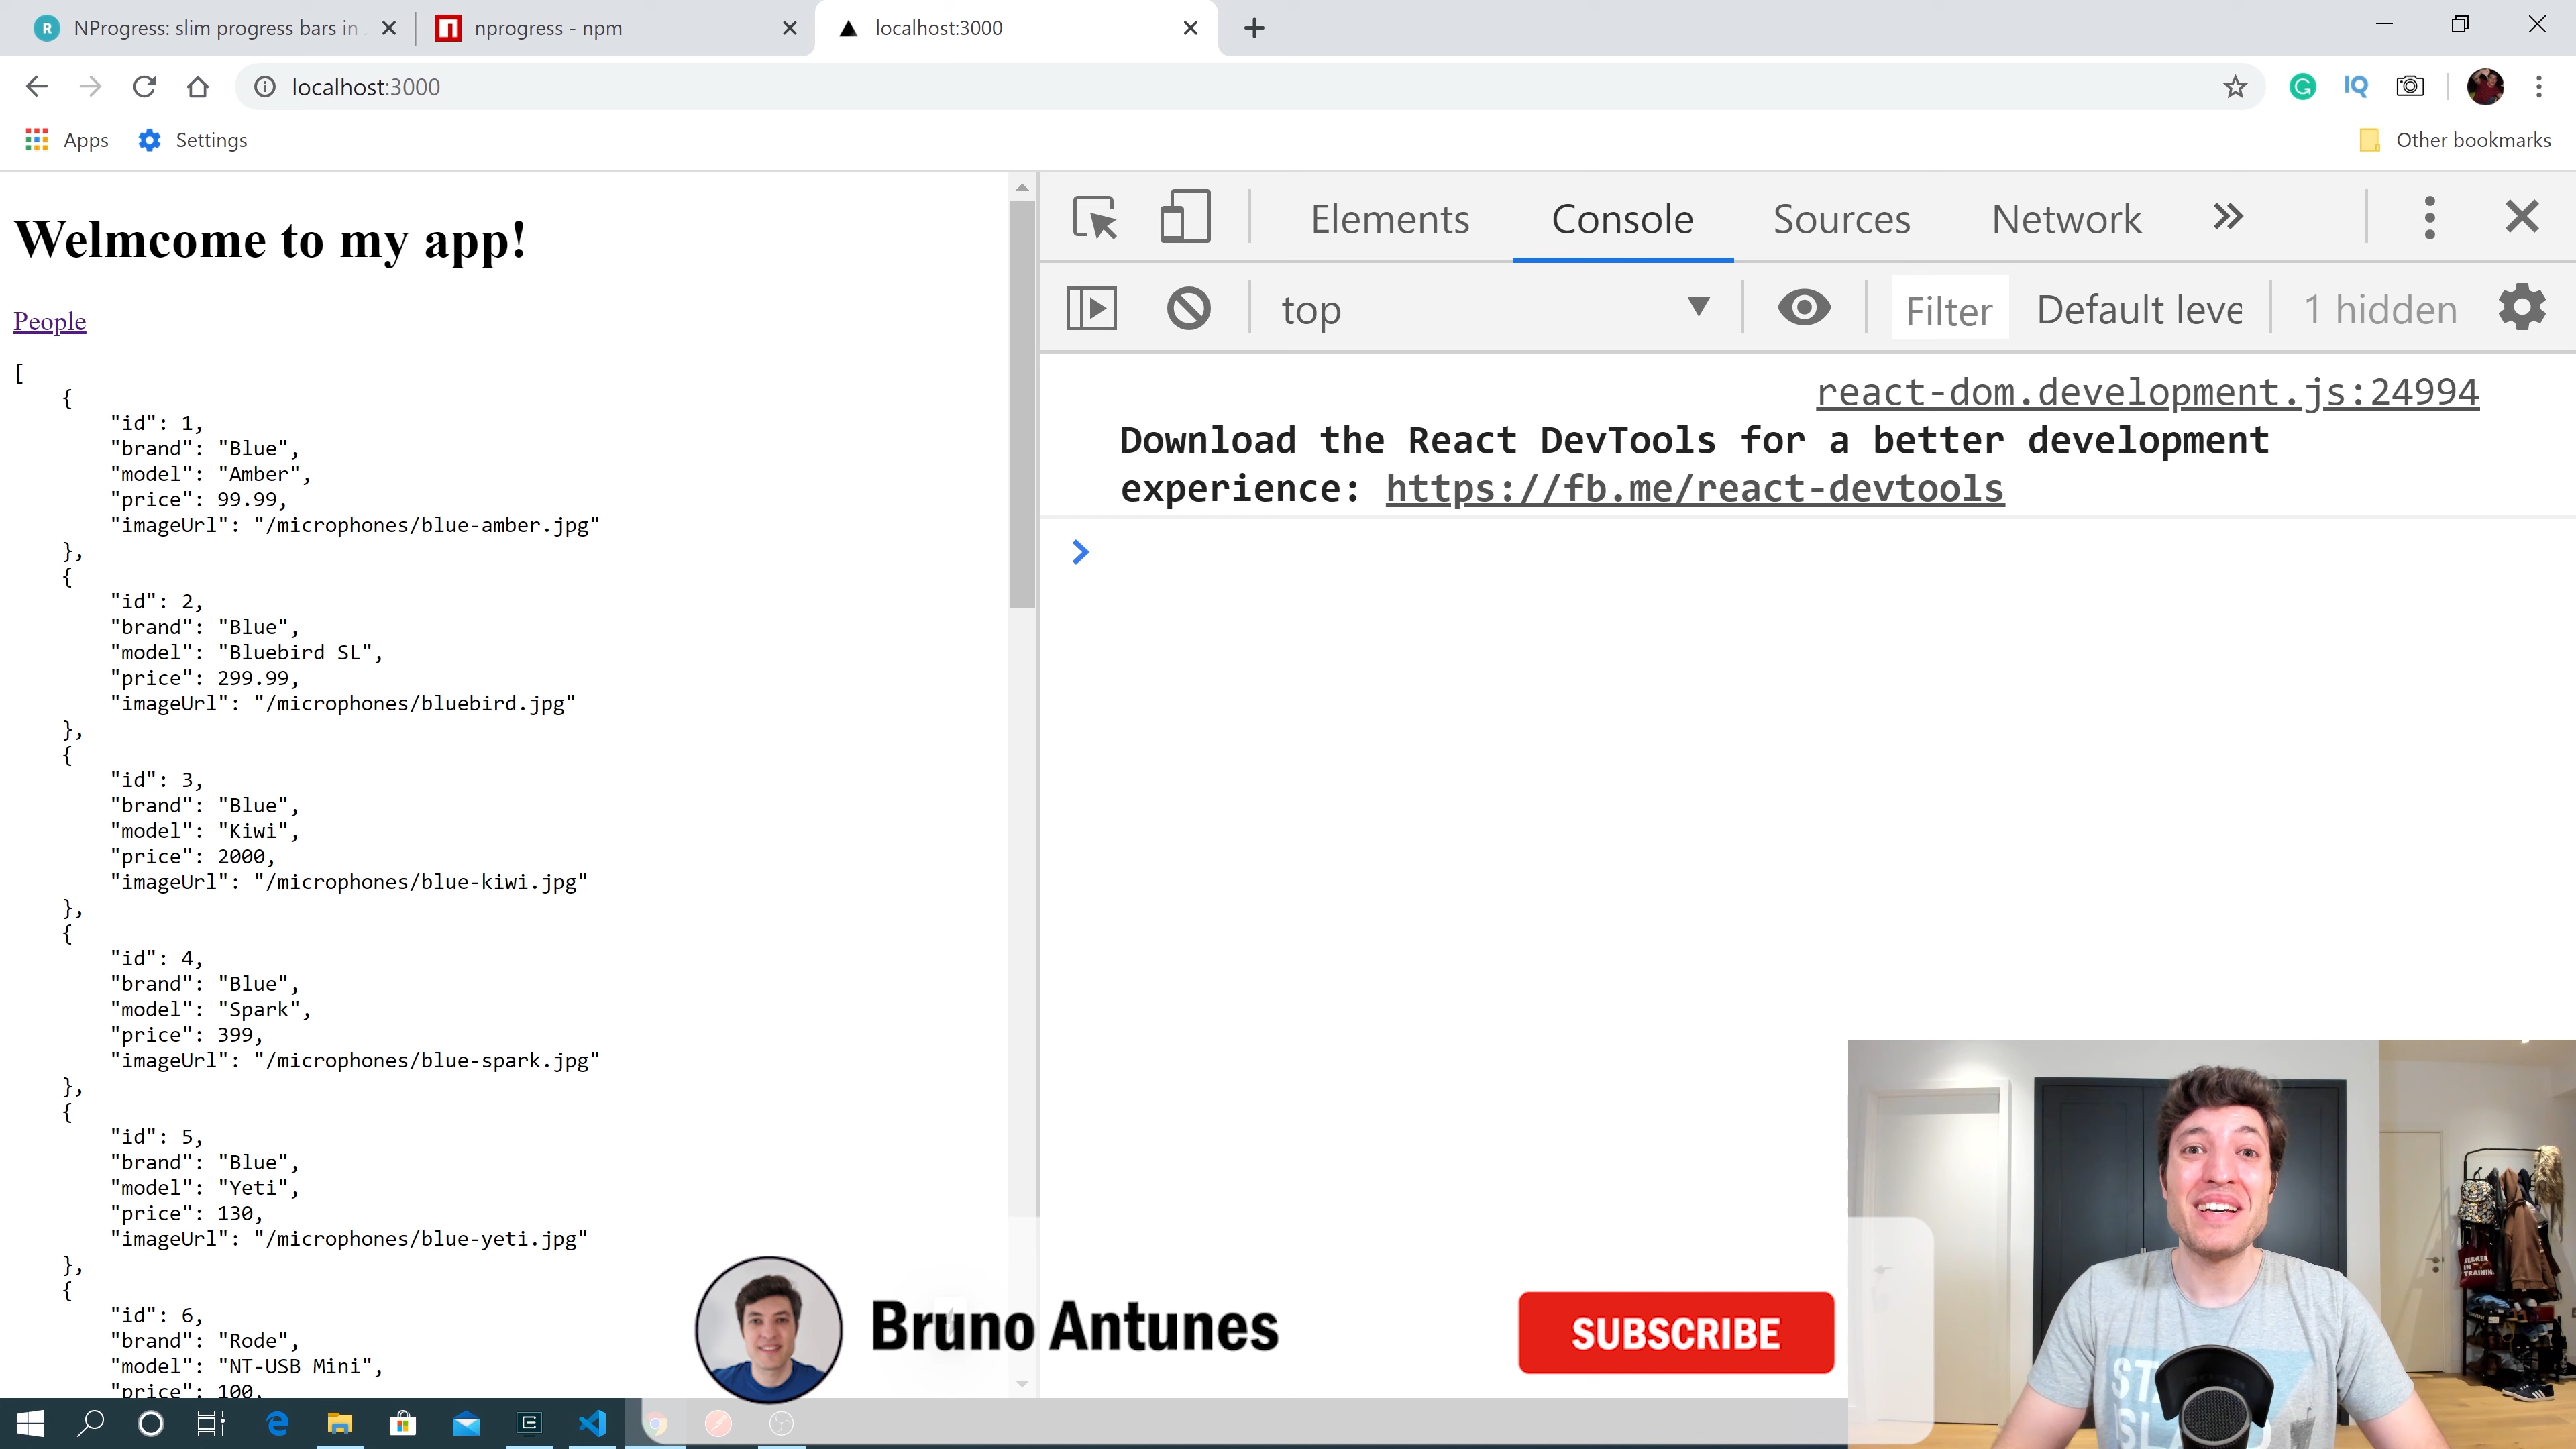 NProgress: slim progress bars in
nprogress - npm
localhost:3000
localhost:3000
Apps
Settings
Other bookmarks
Welmcome to my app!
People
[
{
"id": 1,
"brand": "Blue",
"model": "Amber",
"price": 99.99,
"imageUrl": "/microphones/blue-amber.jpg"
},
{
"id": 2,
"brand": "Blue",
"model": "Bluebird SL",
"price": 299.99,
"imageUrl": "/microphones/bluebird.jpg"
},
{
"id": 3,
"brand": "Blue",
"model": "Kiwi",
"price": 2000,
"imageUrl": "/microphones/blue-kiwi.jpg"
},
{
"id": 4,
"brand": "Blue",
"model": "Spark",
"price": 399,
"imageUrl": "/microphones/blue-spark.jpg"
},
{
"id": 5,
"brand": "Blue",
"model": "Yeti",
"price": 130,
"imageUrl": "/microphones/blue-yeti.jpg"
},
{
"id": 6,
"brand": "Rode",
"model": "NT-USB Mini",
"price": 100,
Elements Console Sources Network
top Filter Default leve 1 hidden
react-dom.development.js:24994
Download the React DevTools for a better development
experience: https://fb.me/react-devtools
Bruno Antunes
SUBSCRIBE